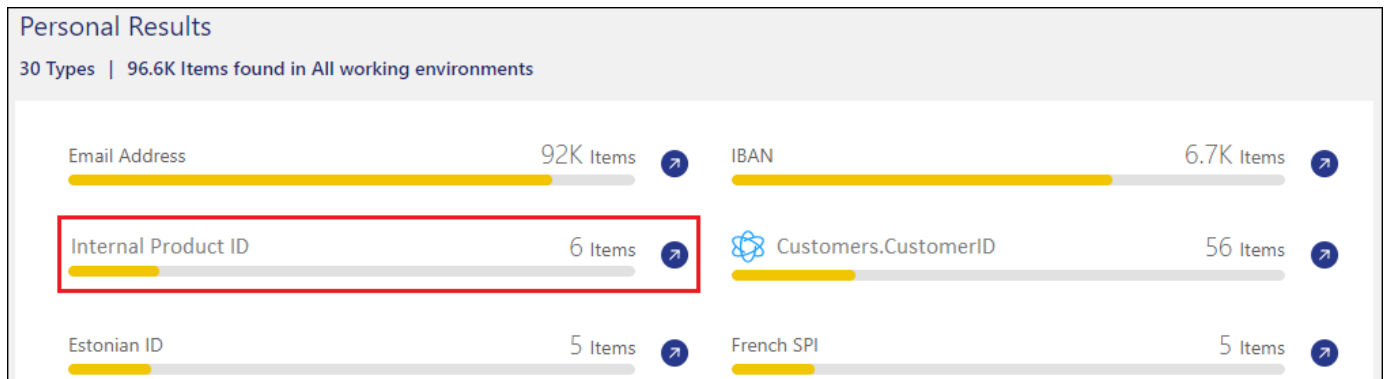 Personal Results
30 Types | 96.6K Items found in All working environments
Email Address 92K Items
IBAN 6.7K Items
Internal Product ID 6 Items
Customers.CustomerID 56 Items
Estonian ID 5 Items
French SPI 5 Items